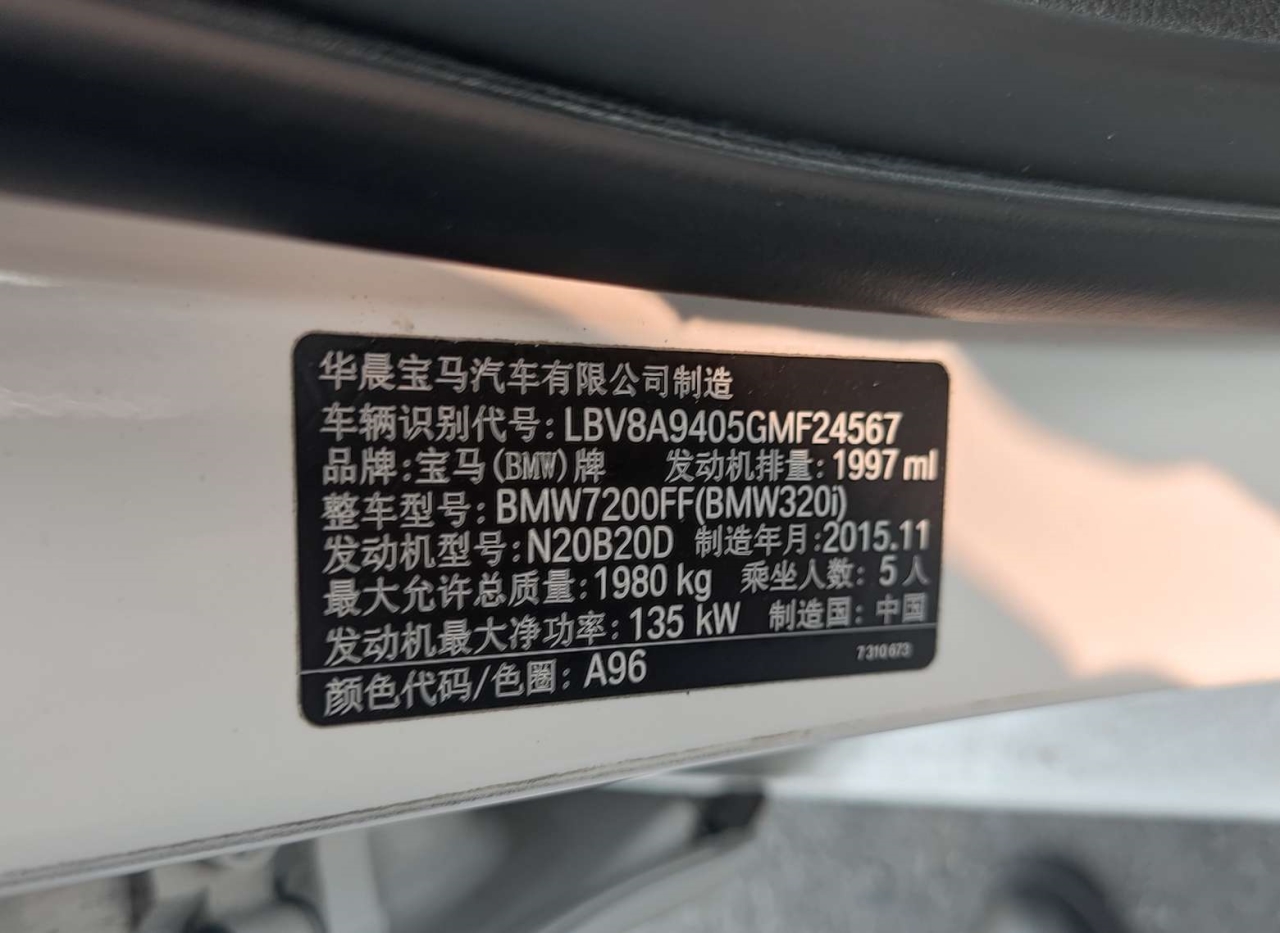 华晨宝马汽车有限公司制造
车辆识别代号: LBV8A9405GMF24567
品牌: 宝马(BMW)牌 发动机排量: 1997 ml
整车型号: BMW7200FF(BMW320i)
发动机型号: N20B20D 制造年月: 2015.11
最大允许总质量: 1980 kg 乘坐人数: 5人
发动机最大净功率: 135 kW 制造国: 中国
颜色代码/色圈: A96 7310673